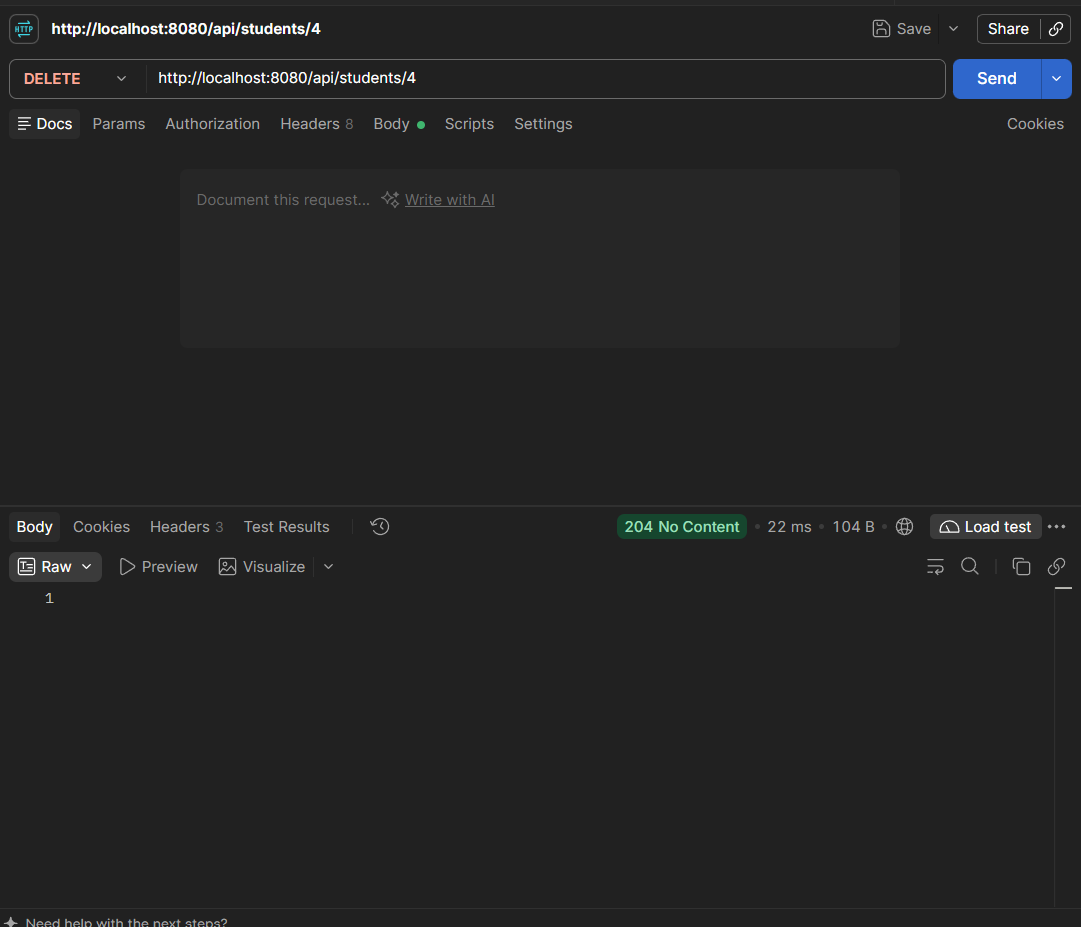 HTTP http://localhost:8080/api/students/4 Save Share
DELETE http://localhost:8080/api/students/4 Send
Docs Params Authorization Headers 8 Body Scripts Settings Cookies
Document this request... Write with AI
Body Cookies Headers 3 Test Results 204 No Content 22 ms 104 B Load test
Raw Preview Visualize
1
Need help with the next steps?